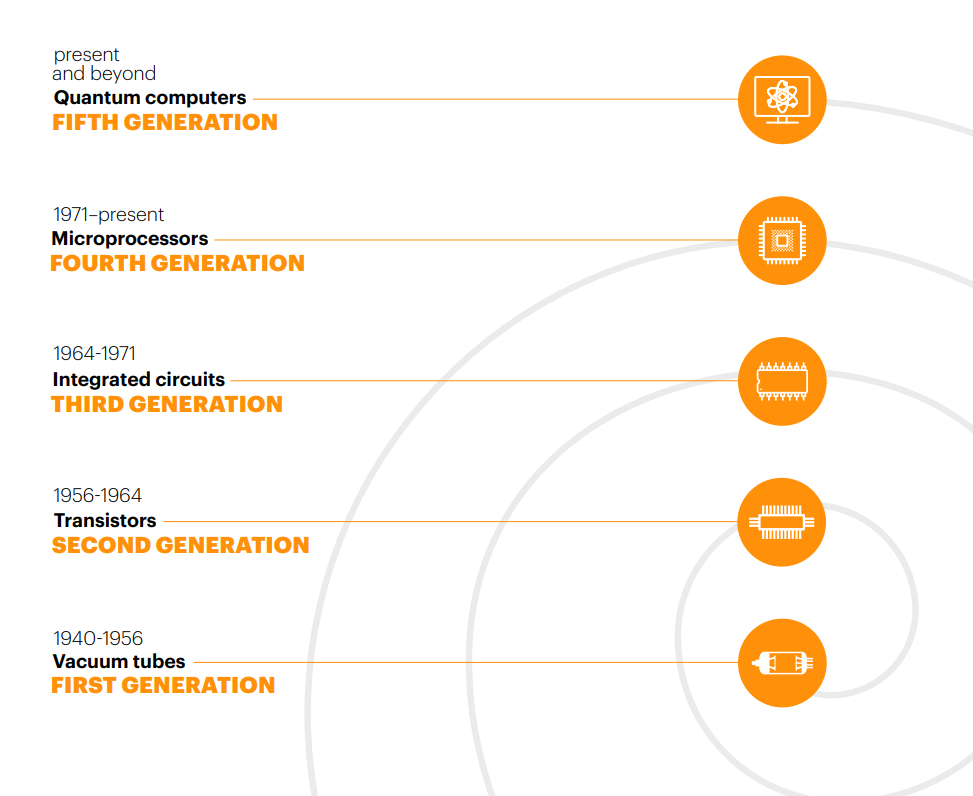 present
and beyond
Quantum computers
FIFTH GENERATION
1971–present
Microprocessors
FOURTH GENERATION
1964-1971
Integrated circuits
THIRD GENERATION
1956-1964
Transistors
SECOND GENERATION
1940-1956
Vacuum tubes
FIRST GENERATION